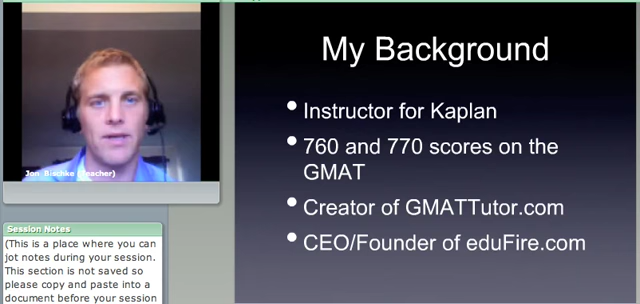 My Background
• Instructor for Kaplan
• 760 and 770 scores on the
GMAT
• Creator of GMATTutor.com
• CEO/Founder of eduFire.com
Jon Bischke (Teacher)
Session Notes
(This is a place where you can
jot notes during your session.
This section is not saved so
please copy and paste into a
document before your session